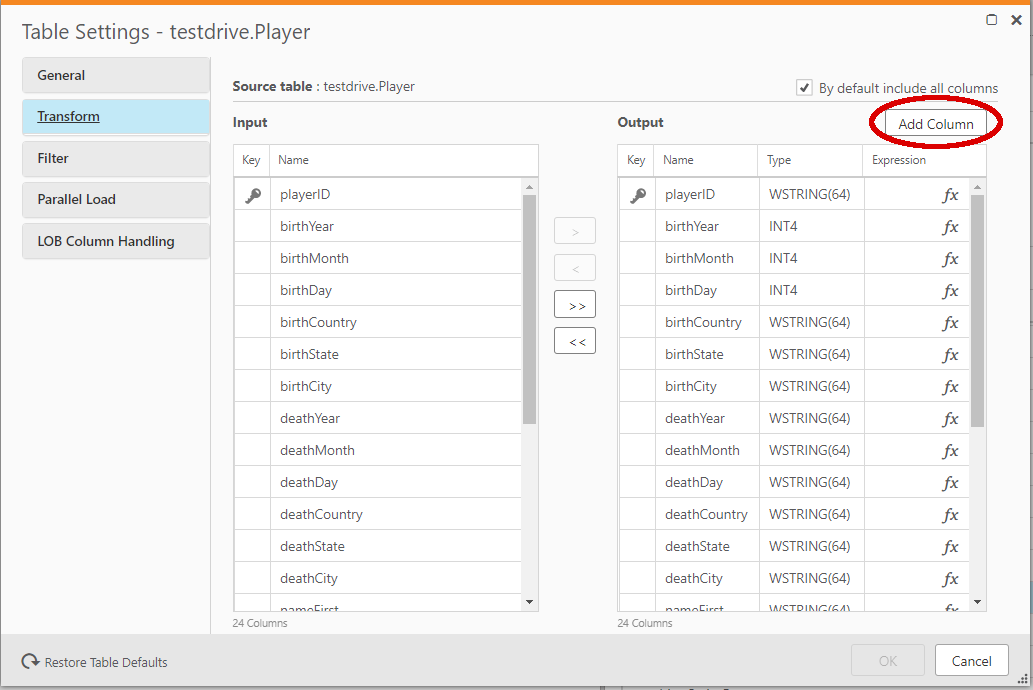 Table Settings - testdrive.Player
General
Transform
Filter
Parallel Load
LOB Column Handling
Source table : testdrive.Player
By default include all columns
Input
Key Name
playerID
birthYear
birthMonth
birthDay
birthCountry
birthState
birthCity
deathYear
deathMonth
deathDay
deathCountry
deathState
deathCity
nameFirst
24 Columns
>
<
>>
<<
Output
Add Column
Key Name Type Expression
playerID WSTRING(64) fx
birthYear INT4 fx
birthMonth INT4 fx
birthDay INT4 fx
birthCountry WSTRING(64) fx
birthState WSTRING(64) fx
birthCity WSTRING(64) fx
deathYear WSTRING(64) fx
deathMonth WSTRING(64) fx
deathDay WSTRING(64) fx
deathCountry WSTRING(64) fx
deathState WSTRING(64) fx
deathCity WSTRING(64) fx
nameFirst WSTRING(64) fx
24 Columns
Restore Table Defaults
OK
Cancel